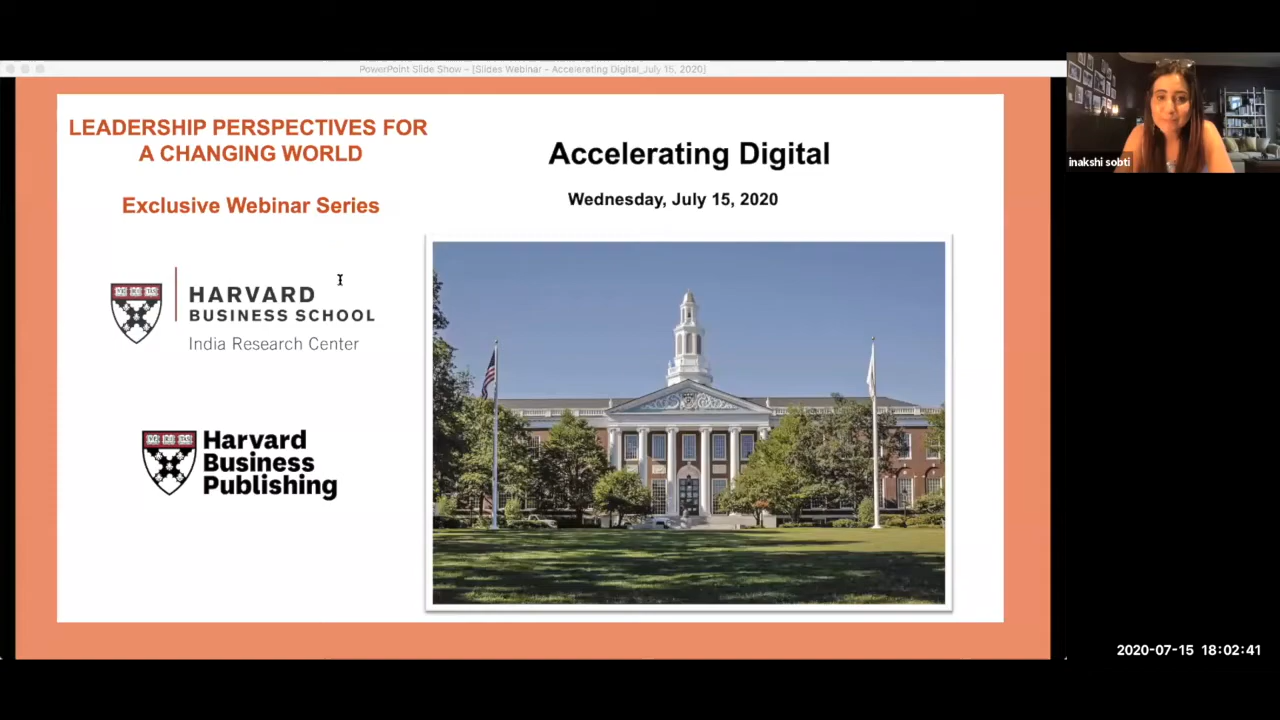 PowerPoint Slide Show - [Slides Webinar - Accelerating Digital_July 15, 2020]
LEADERSHIP PERSPECTIVES FOR
A CHANGING WORLD
Exclusive Webinar Series
HARVARD
BUSINESS SCHOOL
India Research Center
Harvard
Business
Publishing
Accelerating Digital
Wednesday, July 15, 2020
inakshi sobti
2020-07-15 18:02:41